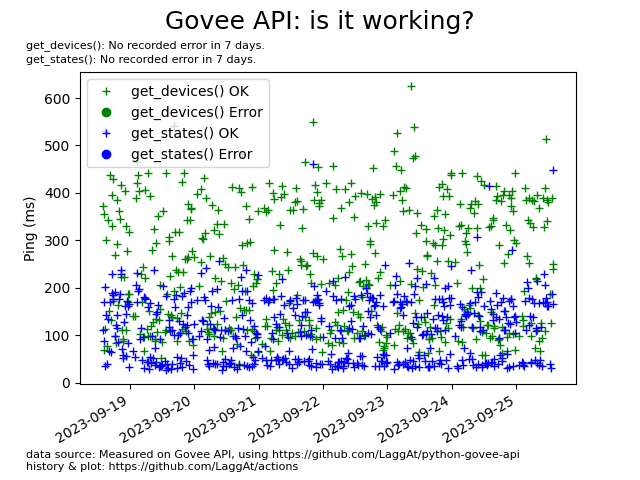 Govee API: is it working?
get_devices(): No recorded error in 7 days.
get_states(): No recorded error in 7 days.
get_devices() OK
get_devices() Error
get_states() OK
get_states() Error
Ping (ms)
600
500
400
300
200
100
0
2023-09-19
2023-09-20
2023-09-21
2023-09-22
2023-09-23
2023-09-24
2023-09-25
data source: Measured on Govee API, using https://github.com/LaggAt/python-govee-api
history & plot: https://github.com/LaggAt/actions